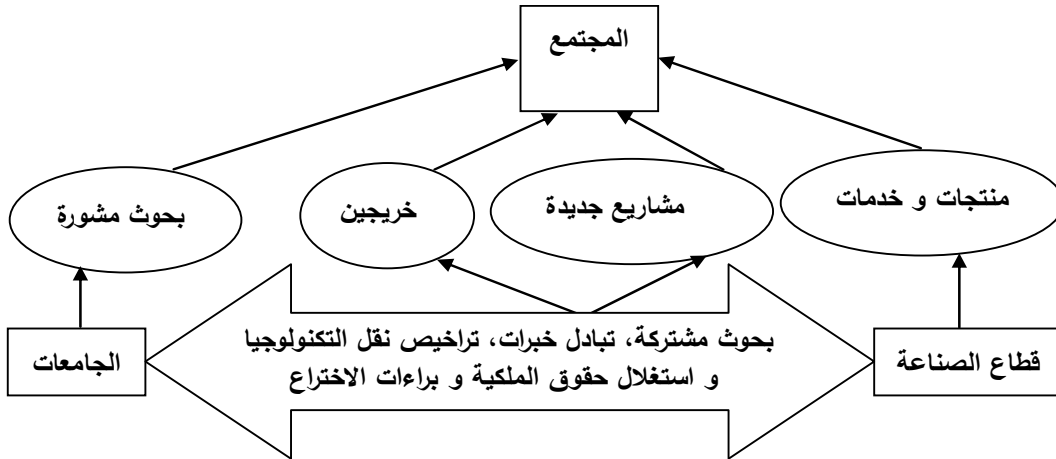 المجتمع
منتجات و خدمات
مشاريع جديدة
خريجين
بحوث مشورة
قطاع الصناعة
بحوث مشتركة، تبادل خبرات، تراخيص نقل التكنولوجيا
و استغلال حقوق الملكية و براءات الاختراع
الجامعات